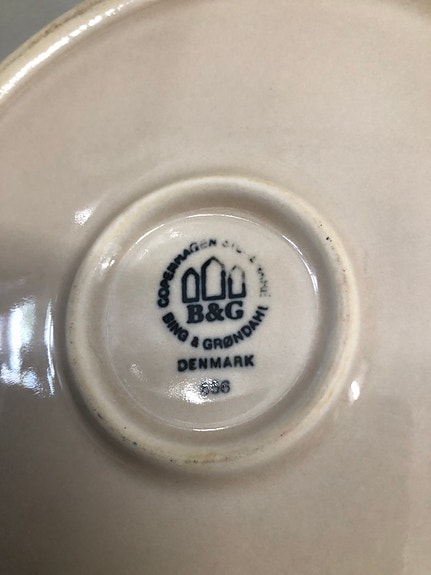 COPENHAGEN
B&G
BING & GRØNDAHL
DENMARK